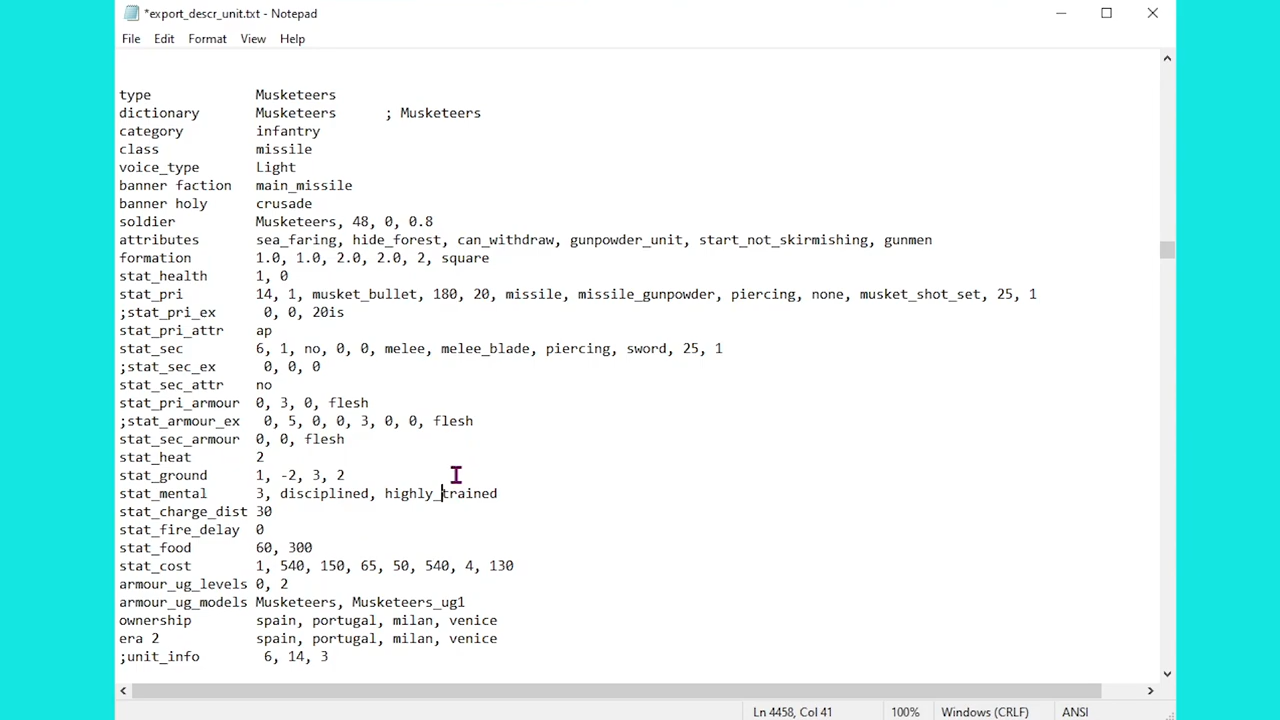 *export_descr_unit.txt - Notepad
File Edit Format View Help
type Musketeers
dictionary Musketeers ; Musketeers
category infantry
class missile
voice_type Light
banner faction main_missile
banner holy crusade
soldier Musketeers, 48, 0, 0.8
attributes sea_faring, hide_forest, can_withdraw, gunpowder_unit, start_not_skirmishing, gunmen
formation 1.0, 1.0, 2.0, 2.0, 2, square
stat_health 1, 0
stat_pri 14, 1, musket_bullet, 180, 20, missile, missile_gunpowder, piercing, none, musket_shot_set, 25, 1
;stat_pri_ex 0, 0, 20is
stat_pri_attr ap
stat_sec 6, 1, no, 0, 0, melee, melee_blade, piercing, sword, 25, 1
;stat_sec_ex 0, 0, 0
stat_sec_attr no
stat_pri_armour 0, 3, 0, flesh
;stat_armour_ex 0, 5, 0, 0, 3, 0, 0, flesh
stat_sec_armour 0, 0, flesh
stat_heat 2
stat_ground 1, -2, 3, 2
stat_mental 3, disciplined, highly_trained
stat_charge_dist 30
stat_fire_delay 0
stat_food 60, 300
stat_cost 1, 540, 150, 65, 50, 540, 4, 130
armour_ug_levels 0, 2
armour_ug_models Musketeers, Musketeers_ug1
ownership spain, portugal, milan, venice
era 2 spain, portugal, milan, venice
;unit_info 6, 14, 3
Ln 4458, Col 41 100% Windows (CRLF) ANSI